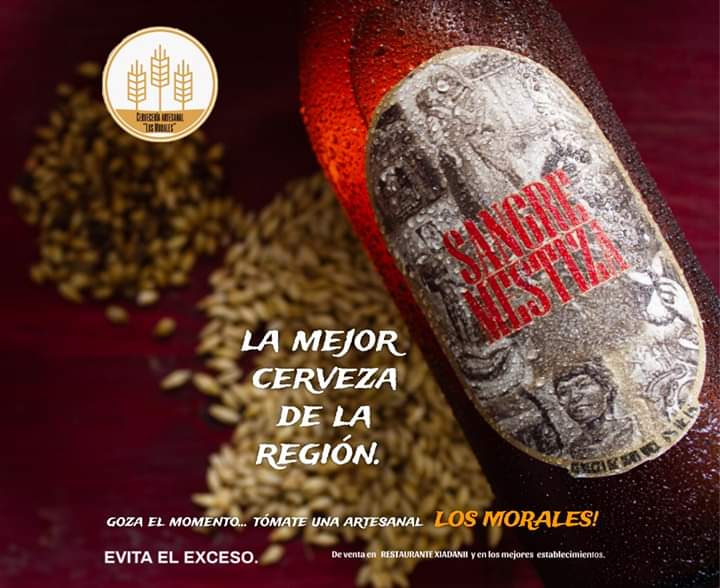 CERVECERÍA ARTESANAL
"LOS MORALES"
SANGRE
MESTIZA
LA MEJOR
CERVEZA
DE LA
REGIÓN.
GOZA EL MOMENTO... TÓMATE UNA ARTESANAL LOS MORALES!
EVITA EL EXCESO.
De venta en RESTAURANTE XIADANII y en los mejores establecimientos.